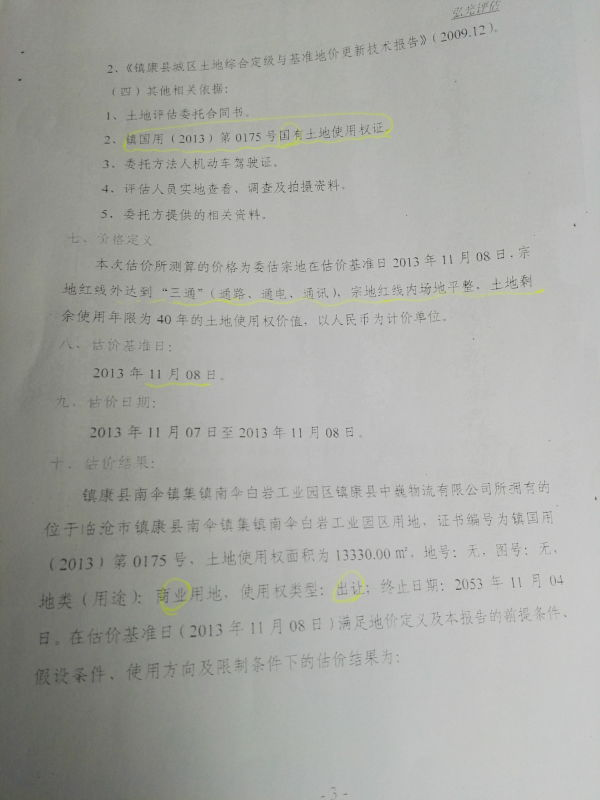 弘光评估
2、《镇康县城区土地综合定级与基准地价更新技术报告》(2009.12)。
(四)其他相关依据:
1、土地评估委托合同书。
2、镇国用(2013)第0175号国有土地使用权证。
3、委托方法人机动车驾驶证。
4、评估人员实地查看、调查及拍摄资料。
5、委托方提供的相关资料。
七、价格定义
本次估价所测算的价格为委估宗地在估价基准日2013年11月08日,宗
地红线外达到“三通”(通路、通电、通讯),宗地红线内场地平整,土地剩
余使用年限为40年的土地使用权价值,以人民币为计价单位。
八、估价基准日:
2013年11月08日。
九、估价日期:
2013年11月07日至2013年11月08日。
十、估价结果:
镇康县南伞镇集镇南伞白岩工业园区镇康县中巍物流有限公司所拥有的
位于临沧市镇康县南伞镇集镇南伞白岩工业园区用地,证书编号为镇国用
(2013)第0175号,土地使用权面积为13330.00㎡,地号:无,图号:无,
地类(用途):商业用地,使用权类型:出让;终止日期:2053年11月04
日。在估价基准日(2013年11月08日)满足地价定义及本报告的前提条件、
假设条件、使用方向及限制条件下的估价结果为:
- 3 -